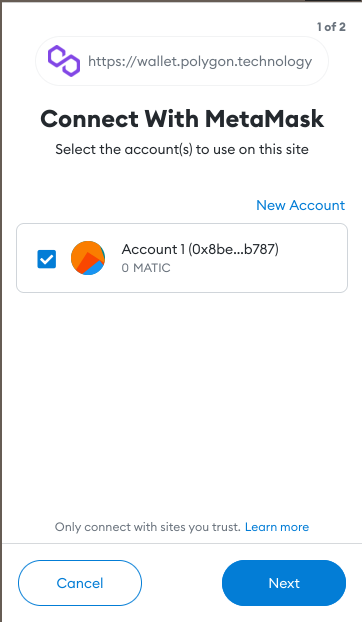 1 of 2
https://wallet.polygon.technology
Connect With MetaMask
Select the account(s) to use on this site
New Account
Account 1 (0x8be...b787)
0 MATIC
Only connect with sites you trust. Learn more
Cancel
Next